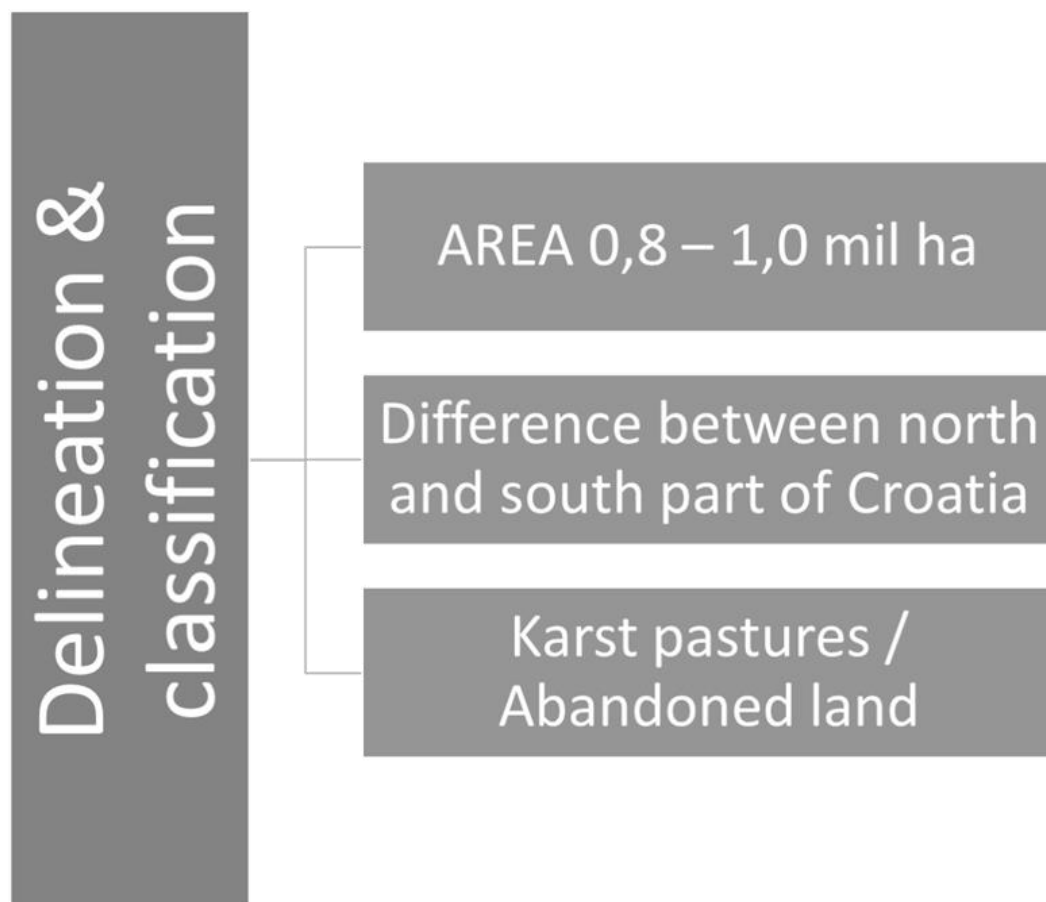 Delineation &
classification
AREA 0,8 – 1,0 mil ha
Difference between north
and south part of Croatia
Karst pastures /
Abandoned land